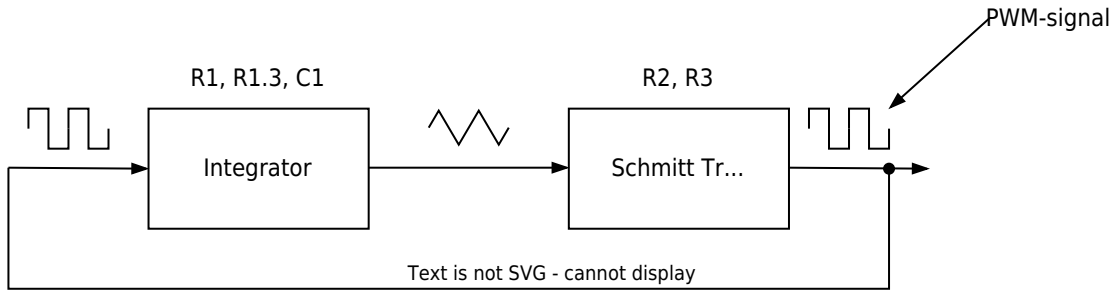 PWM-signal
R1, R1.3, C1
R2, R3
Integrator
Schmitt Tr...
Text is not SVG - cannot display